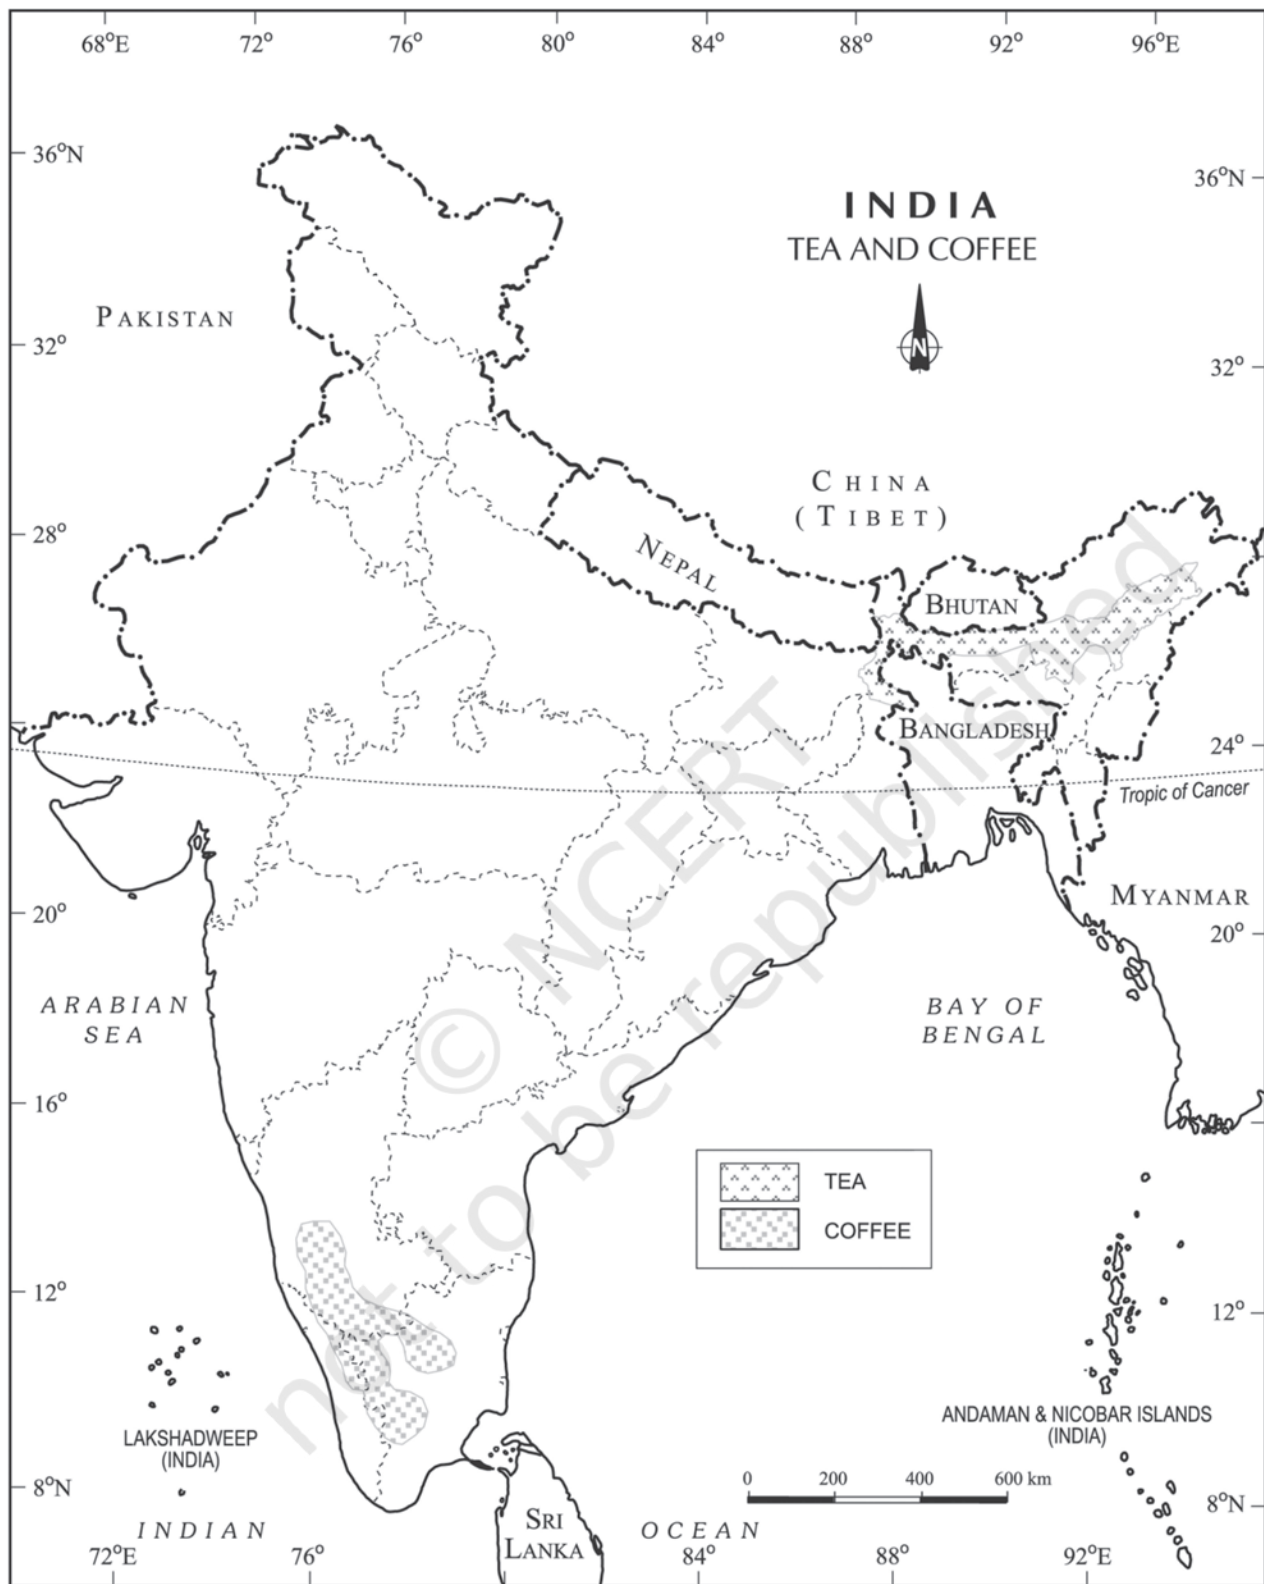 68°E 72° 76° 80° 84° 88° 92° 96°E
36°N
36°N
INDIA
TEA AND COFFEE
N
PAKISTAN
32°
32°
CHINA
(TIBET)
28°
NEPAL
BHUTAN
BANGLADESH
24°
Tropic of Cancer
MYANMAR
20°
20°
ARABIAN
SEA
BAY OF
BENGAL
16°
TEA
COFFEE
12°
12°
LAKSHADWEEP
(INDIA)
ANDAMAN & NICOBAR ISLANDS
(INDIA)
0 200 400 600 km
8°N
8°N
INDIAN OCEAN
SRI
LANKA
72°E 76° 84° 88° 92°E
© NCERT
not to be republished